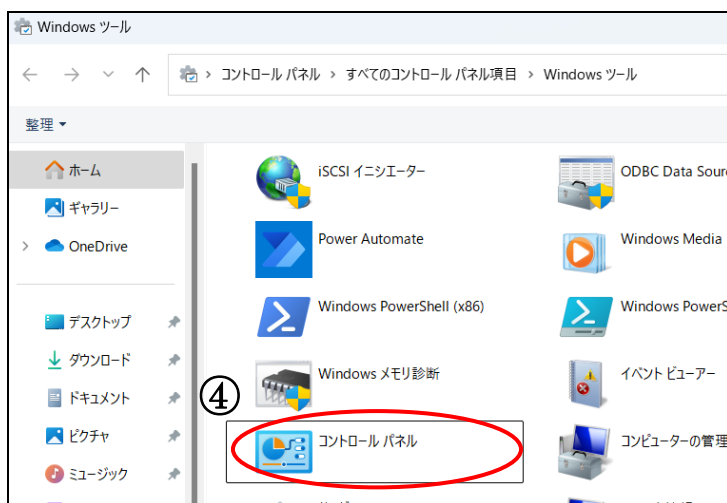 Windows ツール
コントロール パネル › すべてのコントロール パネル項目 › Windows ツール
整理
ホーム
ギャラリー
OneDrive
デスクトップ
ダウンロード
ドキュメント
ピクチャ
ミュージック
iSCSI イニシエーター
ODBC Data Sour
Power Automate
Windows Media
Windows PowerShell (x86)
Windows PowerS
Windows メモリ診断
イベント ビューアー
④
コントロール パネル
コンピューターの管理